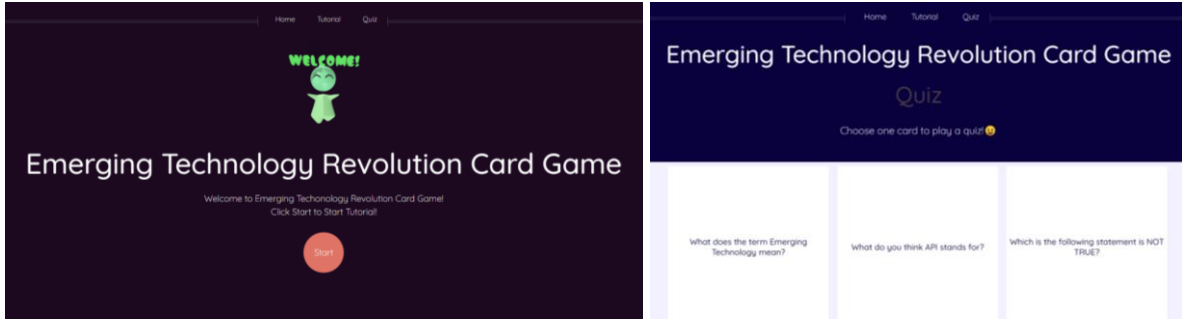 Home Tutorial Quiz
WELCOME!
Emerging Technology Revolution Card Game
Welcome to Emerging Techonology Revolution Card Game!
Click Start to Start Tutorial!
Start
Home Tutorial Quiz
Emerging Technology Revolution Card Game
Quiz
Choose one card to play a quiz!😉
What does the term Emerging
Technology mean?
What do you think API stands for?
Which is the following statement is NOT
TRUE?